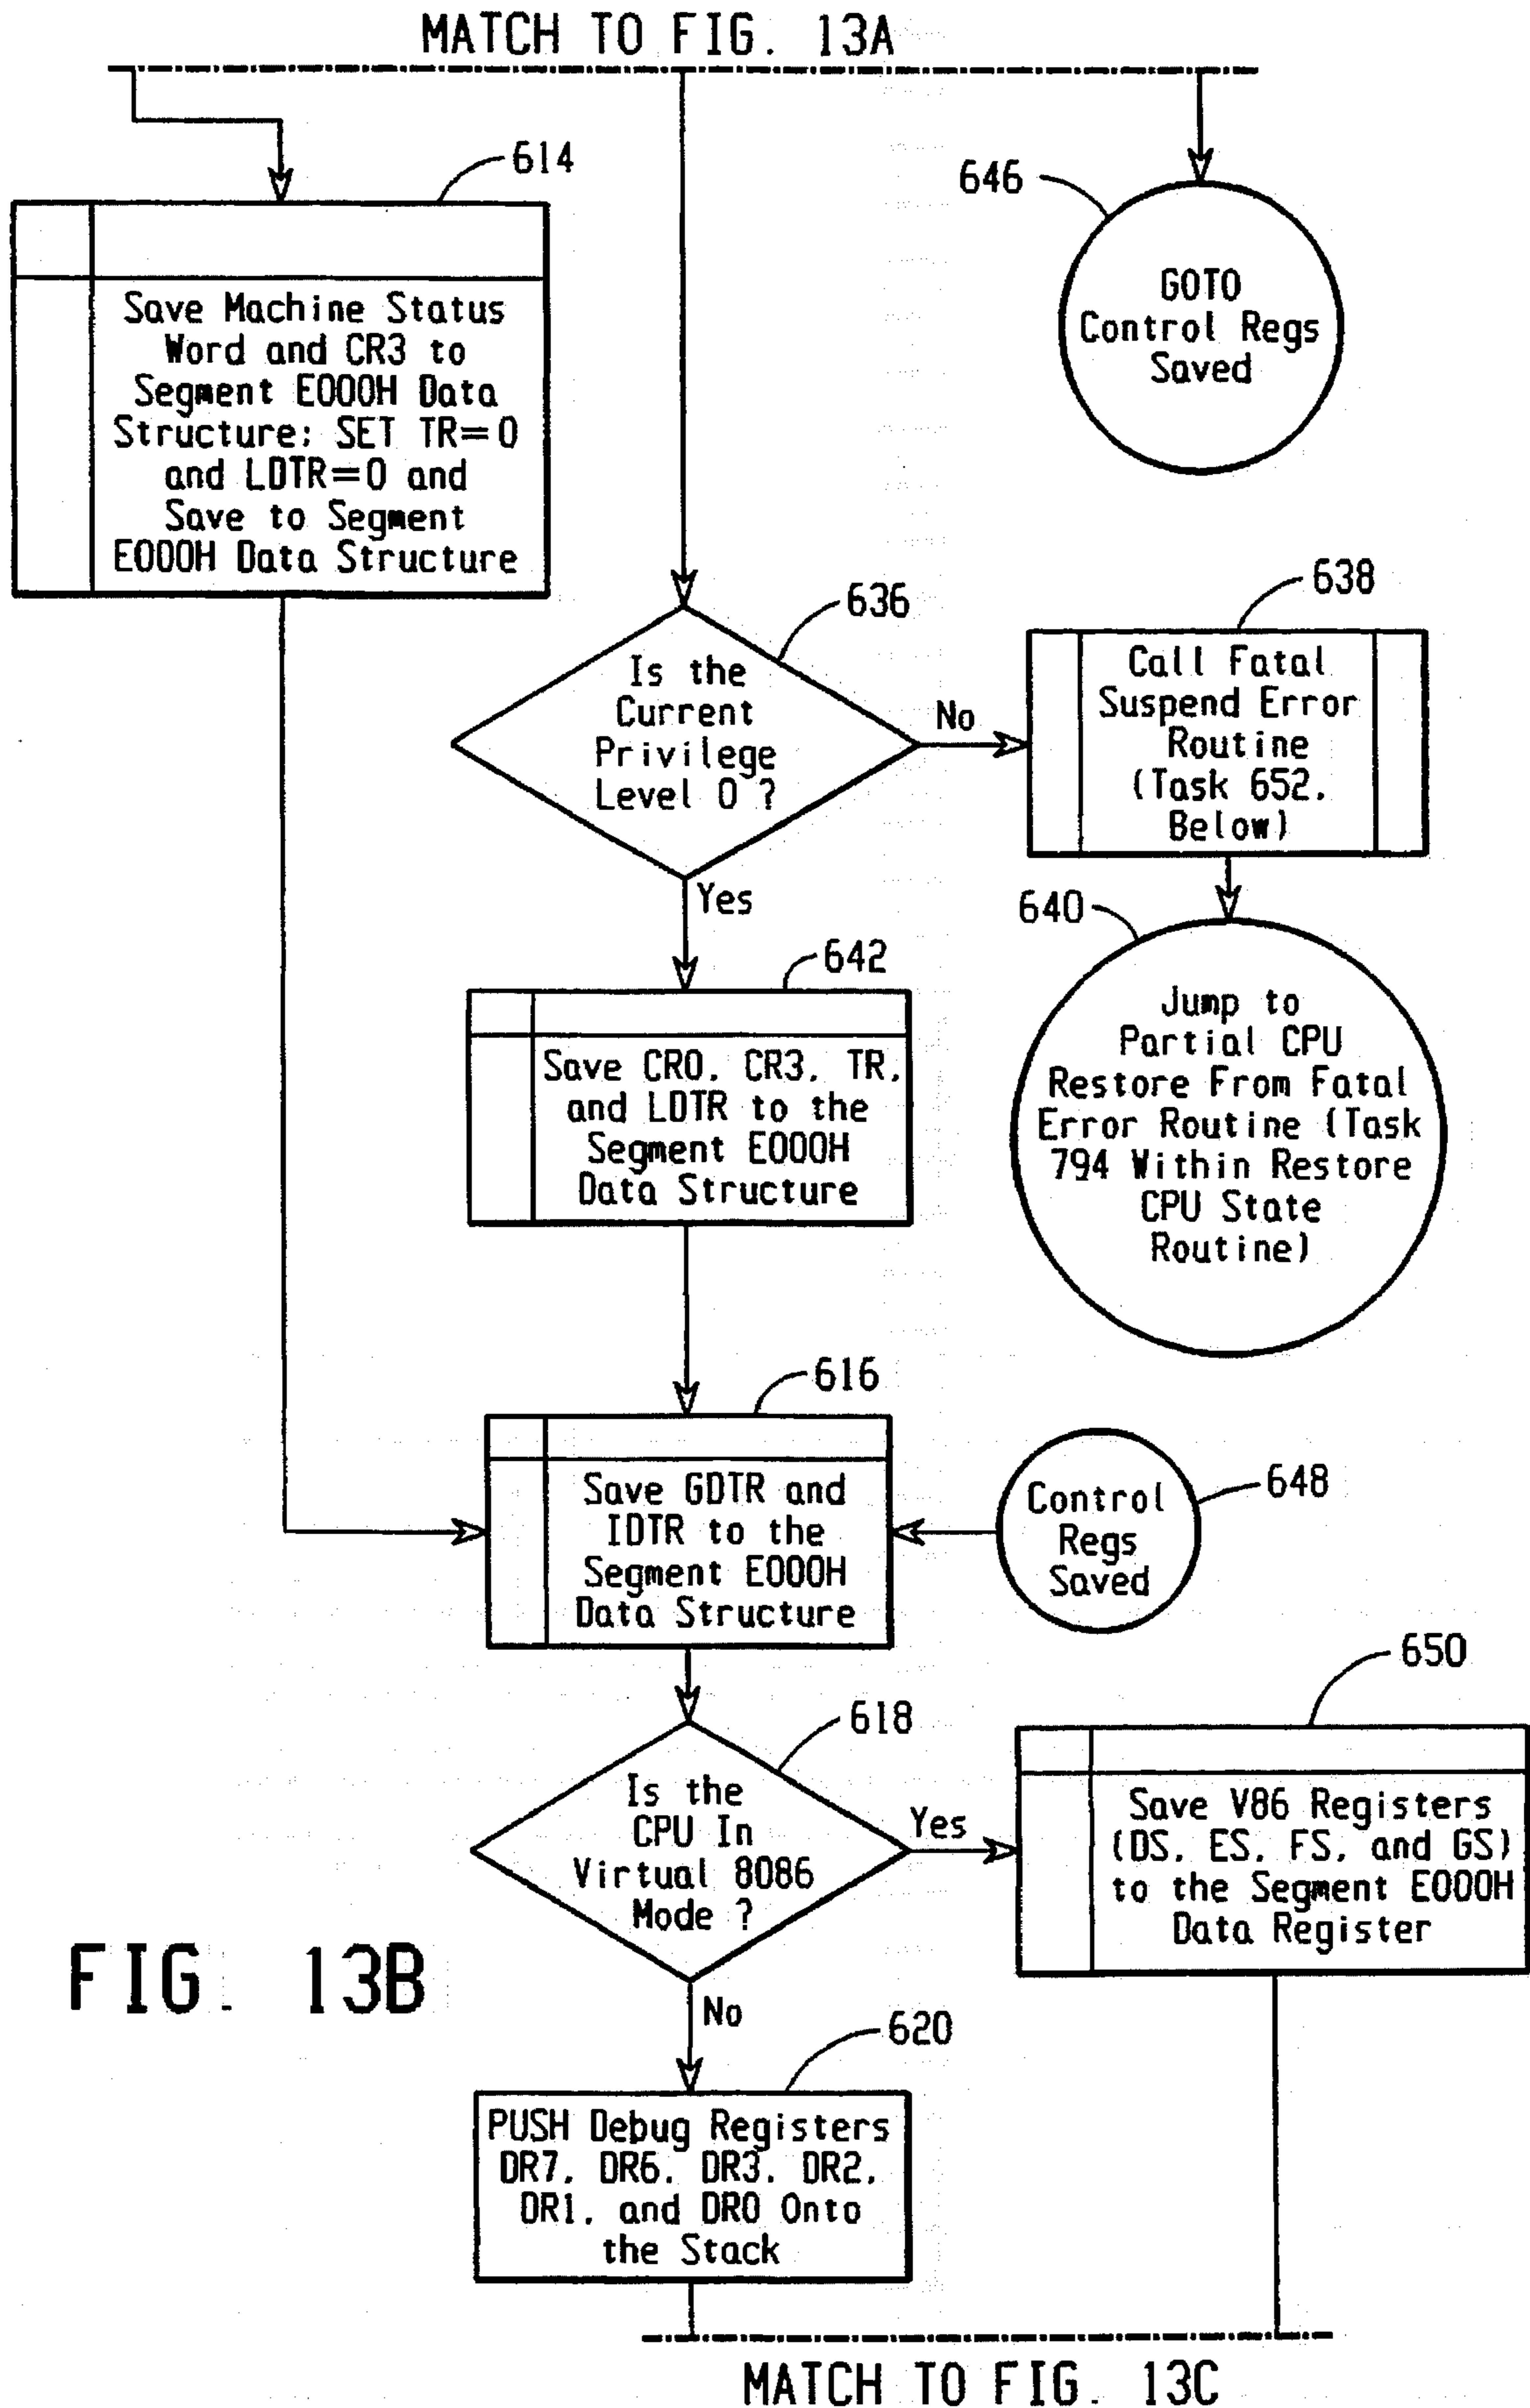 MATCH TO FIG. 13A
614
Save Machine Status
Word and CR3 to
Segment E000H Data
Structure; SET TR=0
and LDTR=0 and
Save to Segment
E000H Data Structure
646
GOTO
Control Regs
Saved
636
Is the
Current
Privilege
Level 0 ?
No
Yes
638
Call Fatal
Suspend Error
Routine
(Task 652,
Below)
640
Jump to
Partial CPU
Restore From Fatal
Error Routine (Task
794 Within Restore
CPU State
Routine)
642
Save CR0, CR3, TR,
and LDTR to the
Segment E000H
Data Structure
616
Save GDTR and
IDTR to the
Segment E000H
Data Structure
648
Control
Regs
Saved
618
Is the
CPU In
Virtual 8086
Mode ?
Yes
No
650
Save V86 Registers
(DS, ES, FS, and GS)
to the Segment E000H
Data Register
FIG. 13B
620
PUSH Debug Registers
DR7, DR6, DR3, DR2,
DR1, and DR0 Onto
the Stack
MATCH TO FIG. 13C